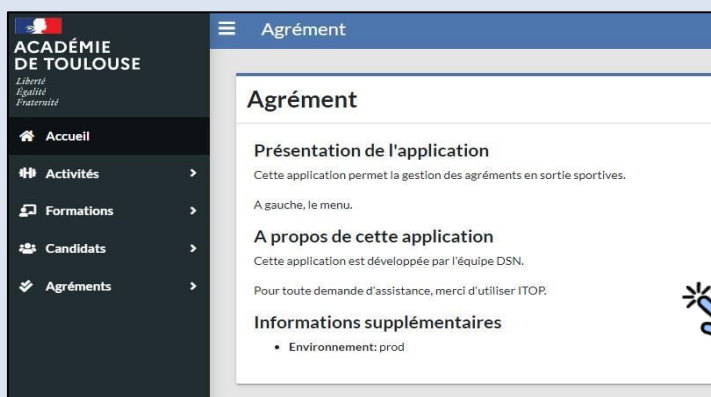 ACADÉMIE
DE TOULOUSE
Liberté
Égalité
Fraternité
Accueil
Activités
Formations
Candidats
Agréments
Agrément
Agrément
Présentation de l'application
Cette application permet la gestion des agréments en sortie sportives.
A gauche, le menu.
A propos de cette application
Cette application est développée par l'équipe DSN.
Pour toute demande d'assistance, merci d'utiliser ITOP.
Informations supplémentaires
• Environnement: prod